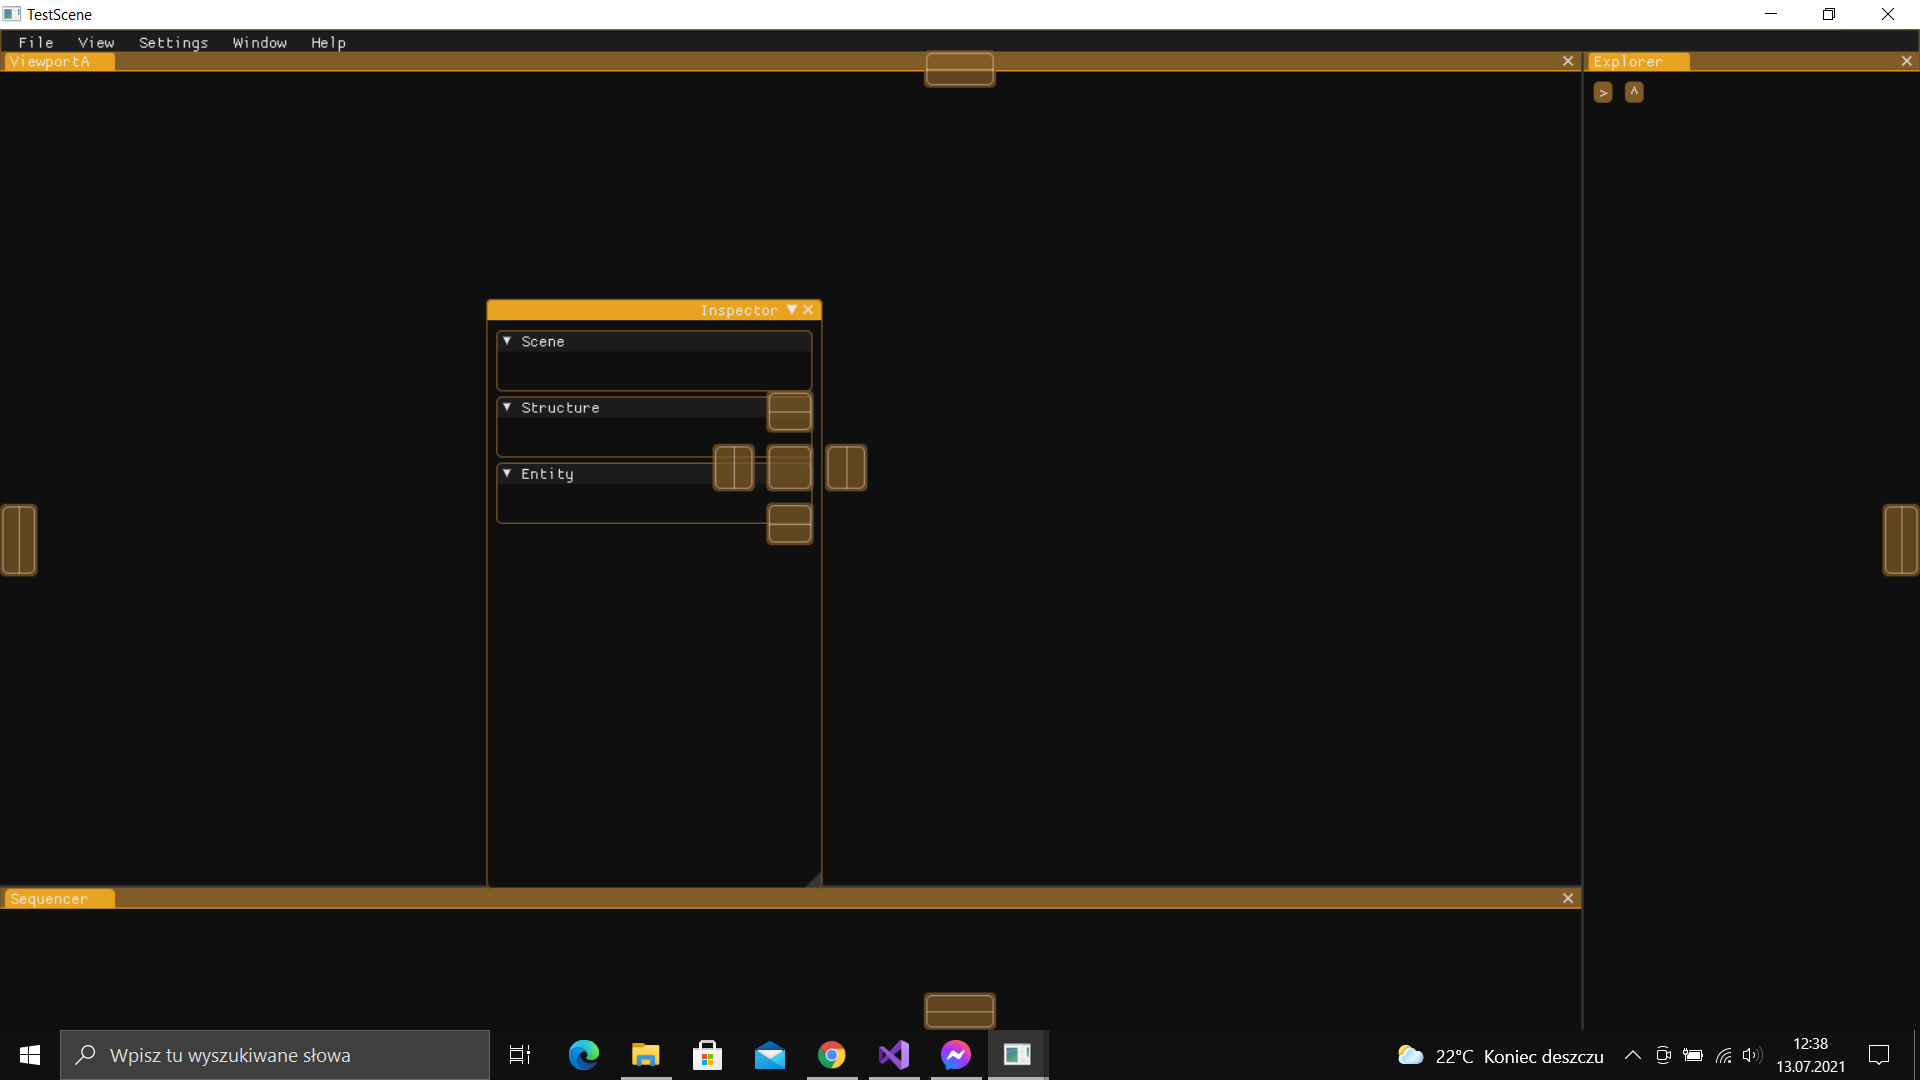 TestScene
File View Settings Window Help
ViewportA
Explorer
> ^
Inspector
Scene
Structure
Entity
Sequencer
Wpisz tu wyszukiwane słowa
22°C Koniec deszczu
12:38
13.07.2021